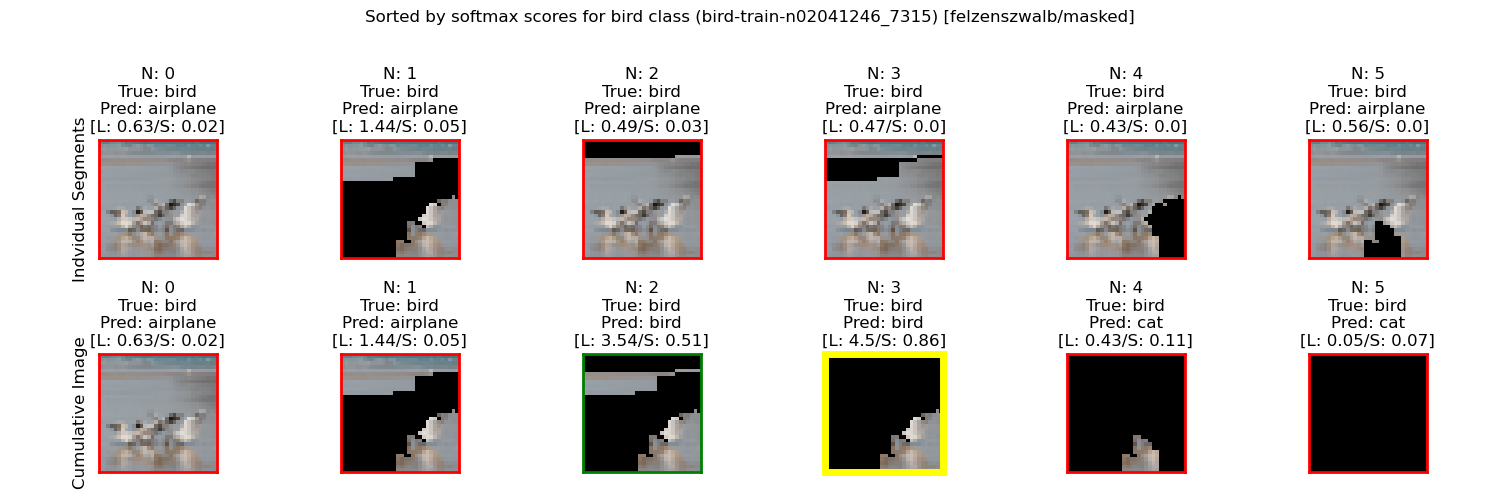 Sorted by softmax scores for bird class (bird-train-n02041246_7315) [felzenszwalb/masked]
Indvidual Segments
N: 0
True: bird
Pred: airplane
[L: 0.63/S: 0.02]
N: 1
True: bird
Pred: airplane
[L: 1.44/S: 0.05]
N: 2
True: bird
Pred: airplane
[L: 0.49/S: 0.03]
N: 3
True: bird
Pred: airplane
[L: 0.47/S: 0.0]
N: 4
True: bird
Pred: airplane
[L: 0.43/S: 0.0]
N: 5
True: bird
Pred: airplane
[L: 0.56/S: 0.0]
Cumulative Image
N: 0
True: bird
Pred: airplane
[L: 0.63/S: 0.02]
N: 1
True: bird
Pred: airplane
[L: 1.44/S: 0.05]
N: 2
True: bird
Pred: bird
[L: 3.54/S: 0.51]
N: 3
True: bird
Pred: bird
[L: 4.5/S: 0.86]
N: 4
True: bird
Pred: cat
[L: 0.43/S: 0.11]
N: 5
True: bird
Pred: cat
[L: 0.05/S: 0.07]